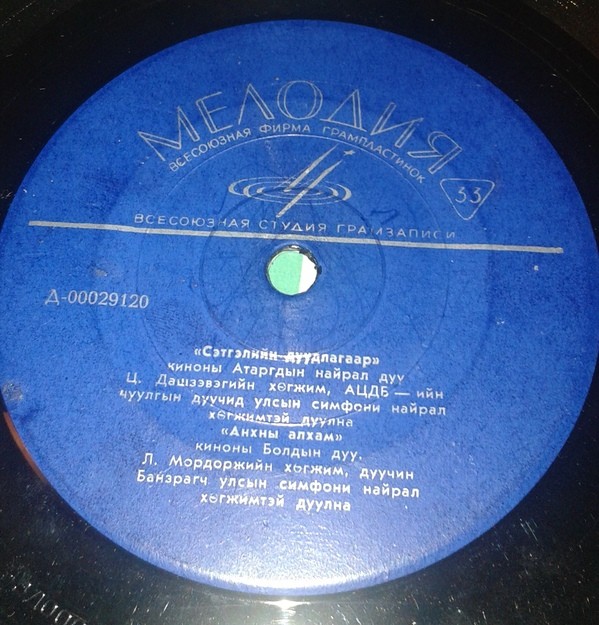 МЕЛОДИЯ
ВСЕСОЮЗНАЯ ФИРМА ГРАМПЛАСТИНОК
33
ВСЕСОЮЗНАЯ СТУДИЯ ГРАМЗАПИСИ
Д-00029120
«Сэтгэлийн дуудлагаар»
киноны Атаргдын найрал дуу
Ц. Дашзэвэгийн хөгжим, АЦДБ — ийн
чуулгын дуучид улсын симфони найрал
хөгжимтэй дуулна
«Анхны алхам»
киноны Болдын дуу.
Л. Мордоржийн хөгжим, дуучин
Банзрагч улсын симфони найрал
хөгжимтэй дуулна